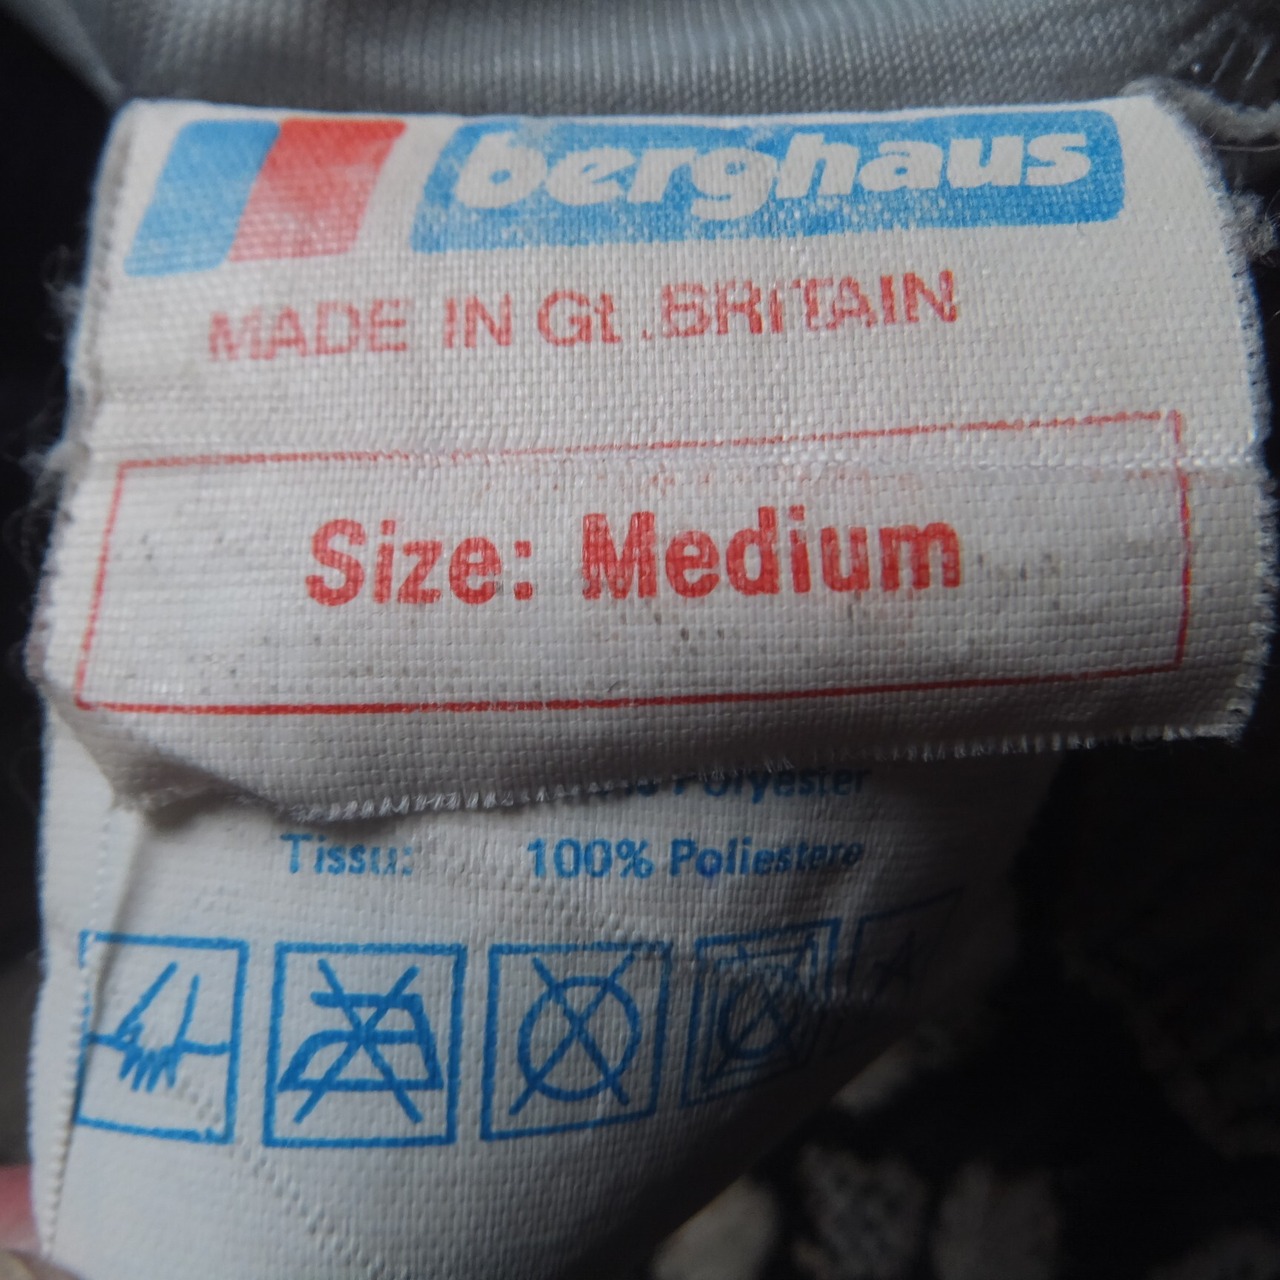 berghaus
MADE IN Gt.BRITAIN
Size: Medium
Polyester
Tissu: 100% Poliestere